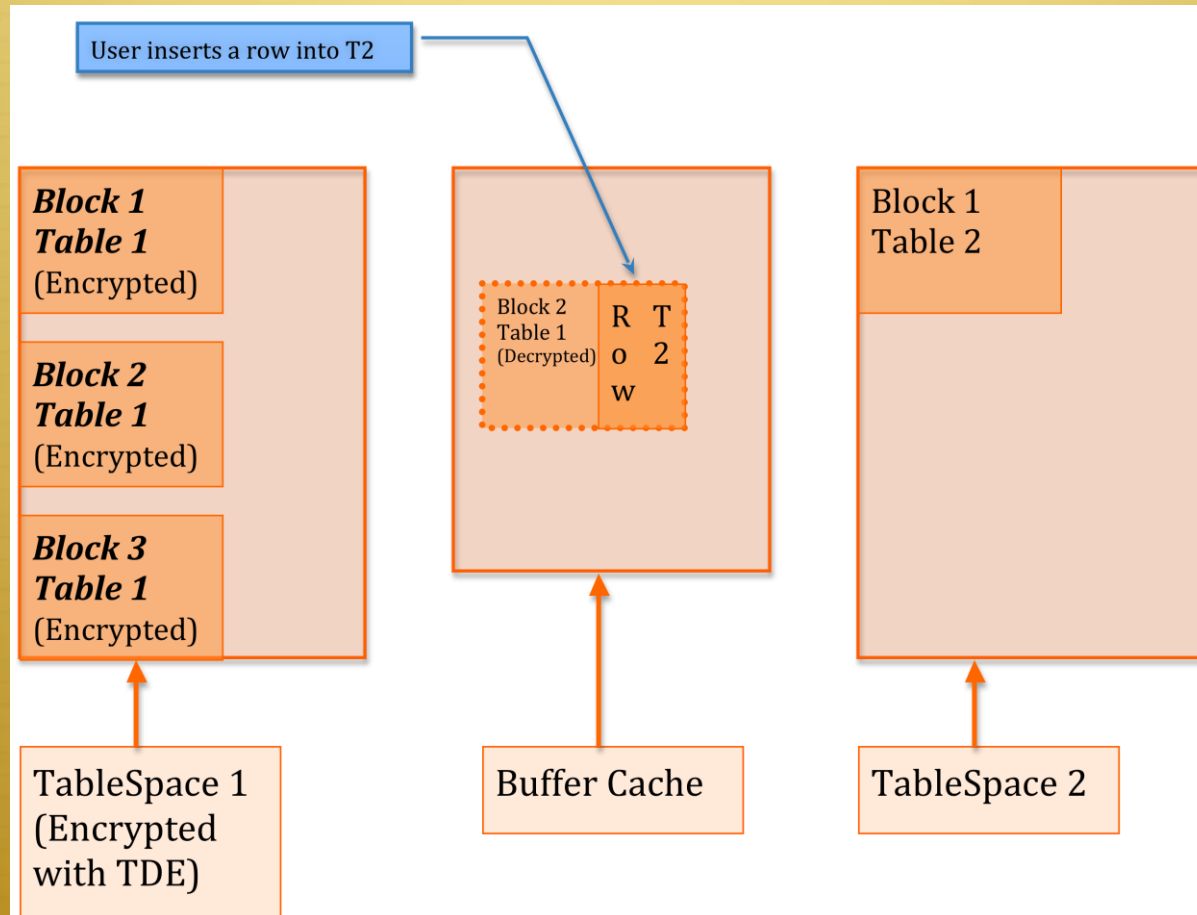 User inserts a row into T2
Block 1
Table 1
(Encrypted)
Block 2
Table 1
(Encrypted)
Block 3
Table 1
(Encrypted)
Block 2
Table 1
(Decrypted)
R T
o 2
w
Block 1
Table 2
TableSpace 1
(Encrypted
with TDE)
Buffer Cache
TableSpace 2